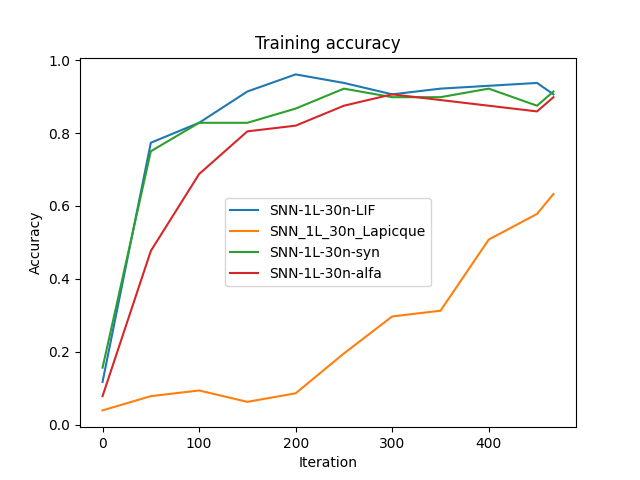 Training accuracy
1.0
0.8
0.6
0.4
0.2
0.0
Accuracy
SNN-1L-30n-LIF
SNN_1L_30n_Lapicque
SNN-1L-30n-syn
SNN-1L-30n-alfa
0 100 200 300 400
Iteration